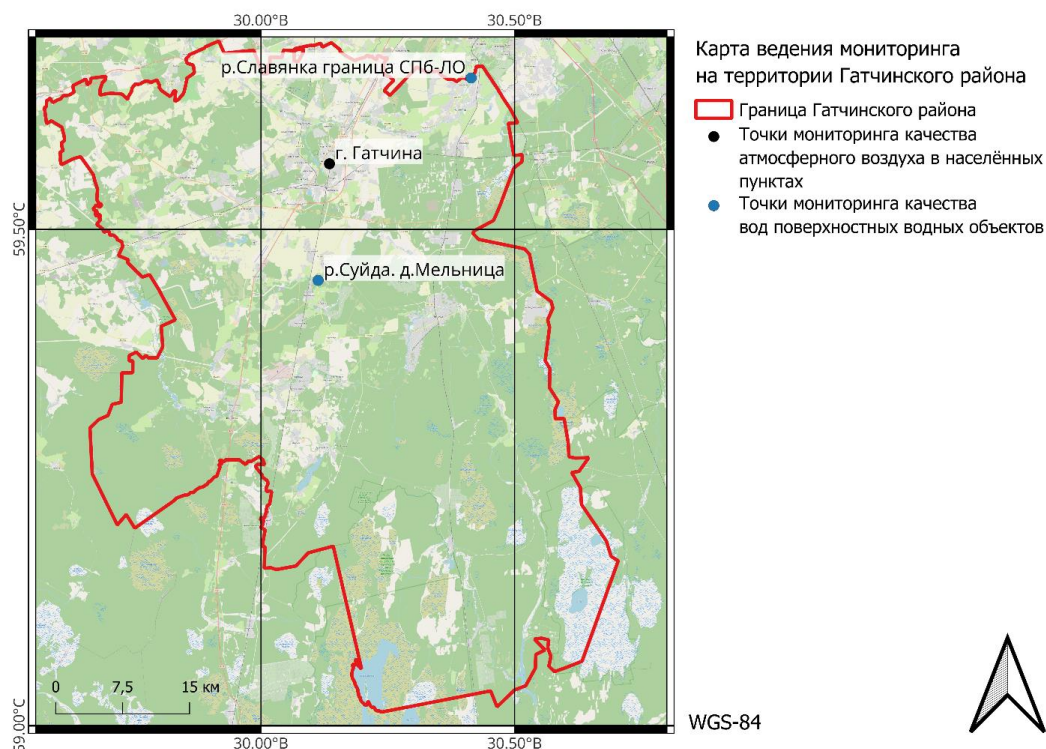 30.00°В
30.50°В
Карта ведения мониторинга
на территории Гатчинского района
Граница Гатчинского района
Точки мониторинга качества
атмосферного воздуха в населённых
пунктах
Точки мониторинга качества
вод поверхностных водных объектов
р.Славянка граница СПб-ЛО
г. Гатчина
59.50°С
р.Суйда. д.Мельница
0
7,5
15 км
59.00°С
WGS-84
30.00°В
30.50°В